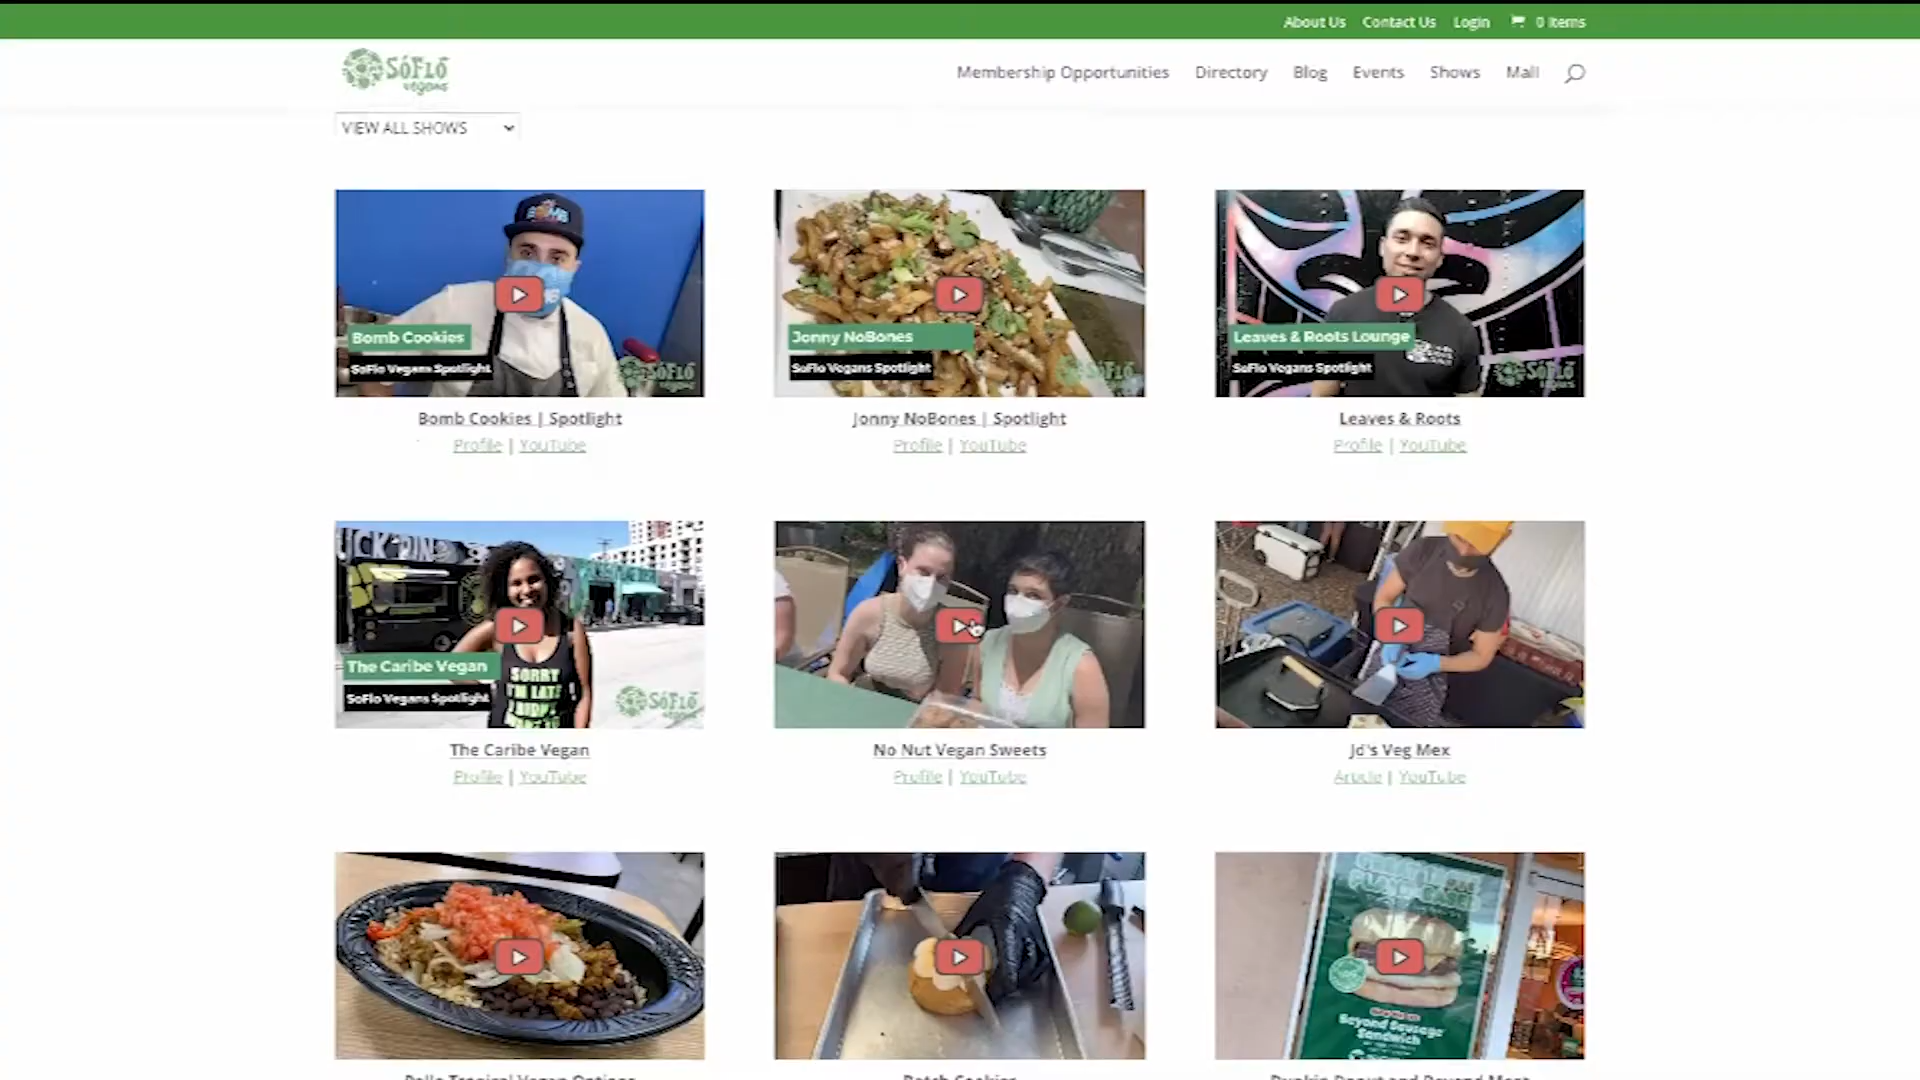 About Us Contact Us Login 0 Items
SóFló
vegans
Membership Opportunities Directory Blog Events Shows Mall
VIEW ALL SHOWS
Bomb Cookies
SoFlo Vegans Spotlight
SóFló
Jonny NoBones
SoFlo Vegans Spotlight
SóFló
Leaves & Roots Lounge
SoFlo Vegans Spotlight
SóFló
Bomb Cookies | Spotlight
Profile | YouTube
Jonny NoBones | Spotlight
Profile | YouTube
Leaves & Roots
Profile | YouTube
The Caribe Vegan
SoFlo Vegans Spotlight
SORRY
I'M LATE
SóFló
The Caribe Vegan
Profile | YouTube
No Nut Vegan Sweets
Profile | YouTube
Jd's Veg Mex
Article | YouTube
Beyond Sausage
Sandwich